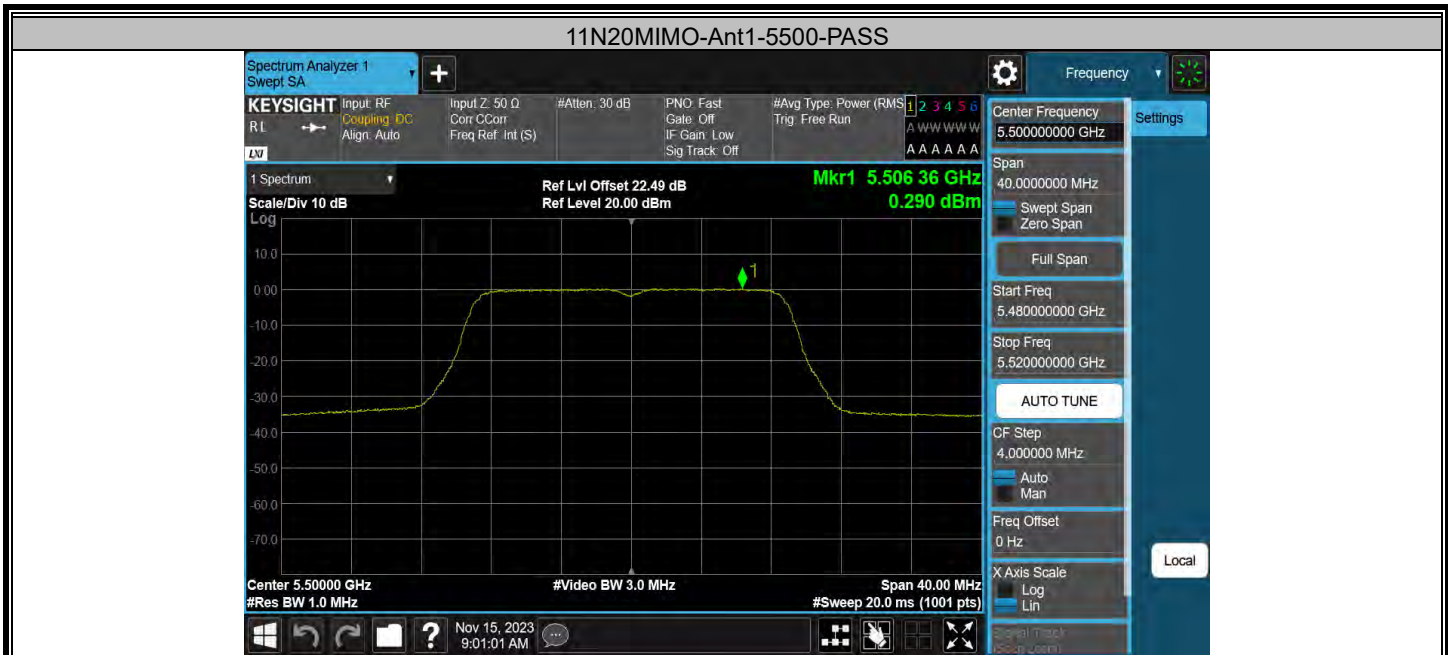 11N20MIMO-Ant1-5500-PASS
Spectrum Analyzer 1
Swept SA
+
Frequency
KEYSIGHT
RL
LXI
Input: RF
Coupling: DC
Align: Auto
Input Z: 50 Ω
Corr CCorr
Freq Ref: Int (S)
#Atten: 30 dB
PNO: Fast
Gate: Off
IF Gain: Low
Sig Track: Off
#Avg Type: Power (RMS
Trig: Free Run
1 2 3 4 5 6
A W W W W W
A A A A A A
Center Frequency
5.500000000 GHz
Settings
1 Spectrum
Scale/Div 10 dB
Log
Ref Lvl Offset 22.49 dB
Ref Level 20.00 dBm
Mkr1 5.506 36 GHz
0.290 dBm
Span
40.0000000 MHz
Swept Span
Zero Span
Full Span
Start Freq
5.480000000 GHz
Stop Freq
5.520000000 GHz
AUTO TUNE
CF Step
4.000000 MHz
Auto
Man
Freq Offset
0 Hz
X Axis Scale
Log
Lin
Signal Track
(Span Zoom)
Local
10.0
0.00
-10.0
-20.0
-30.0
-40.0
-50.0
-60.0
-70.0
1
Center 5.50000 GHz
#Video BW 3.0 MHz
Span 40.00 MHz
#Res BW 1.0 MHz
#Sweep 20.0 ms (1001 pts)
?
Nov 15, 2023
9:01:01 AM